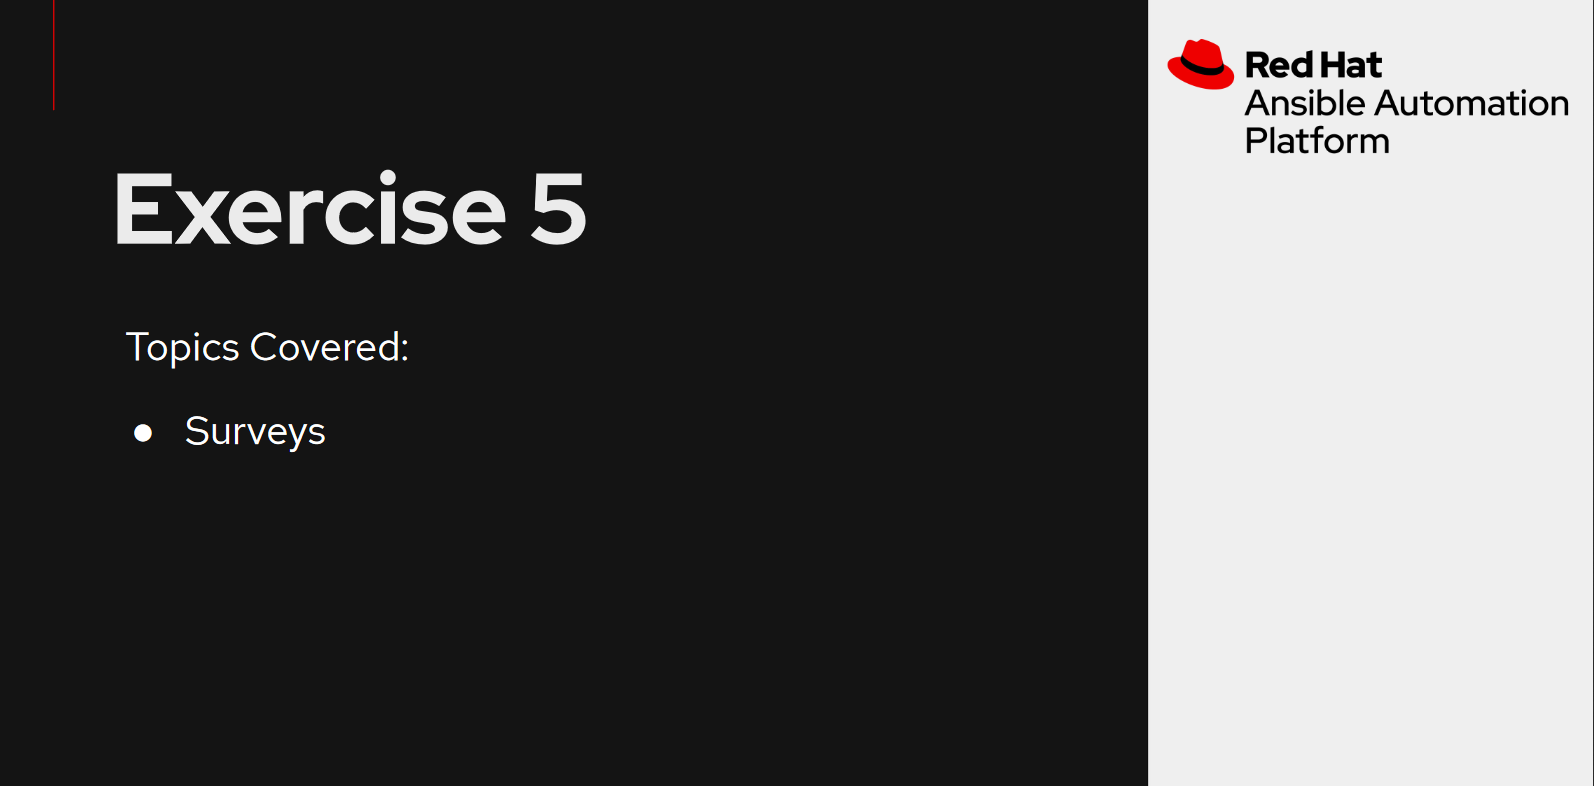 Exercise 5
Topics Covered:
● Surveys
Red Hat
Ansible Automation
Platform